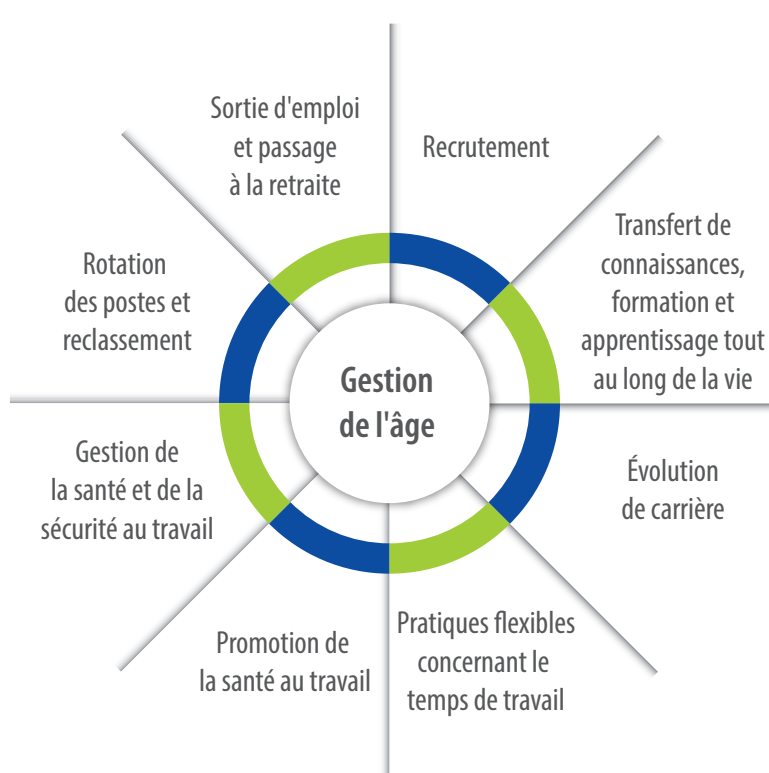 Sortie d'emploi
et passage
à la retraite
Recrutement
Transfert de
connaissances,
formation et
apprentissage tout
au long de la vie
Rotation
des postes et
reclassement
Gestion
de l'âge
Gestion de
la santé et de la
sécurité au travail
Évolution
de carrière
Promotion de
la santé au travail
Pratiques flexibles
concernant le
temps de travail